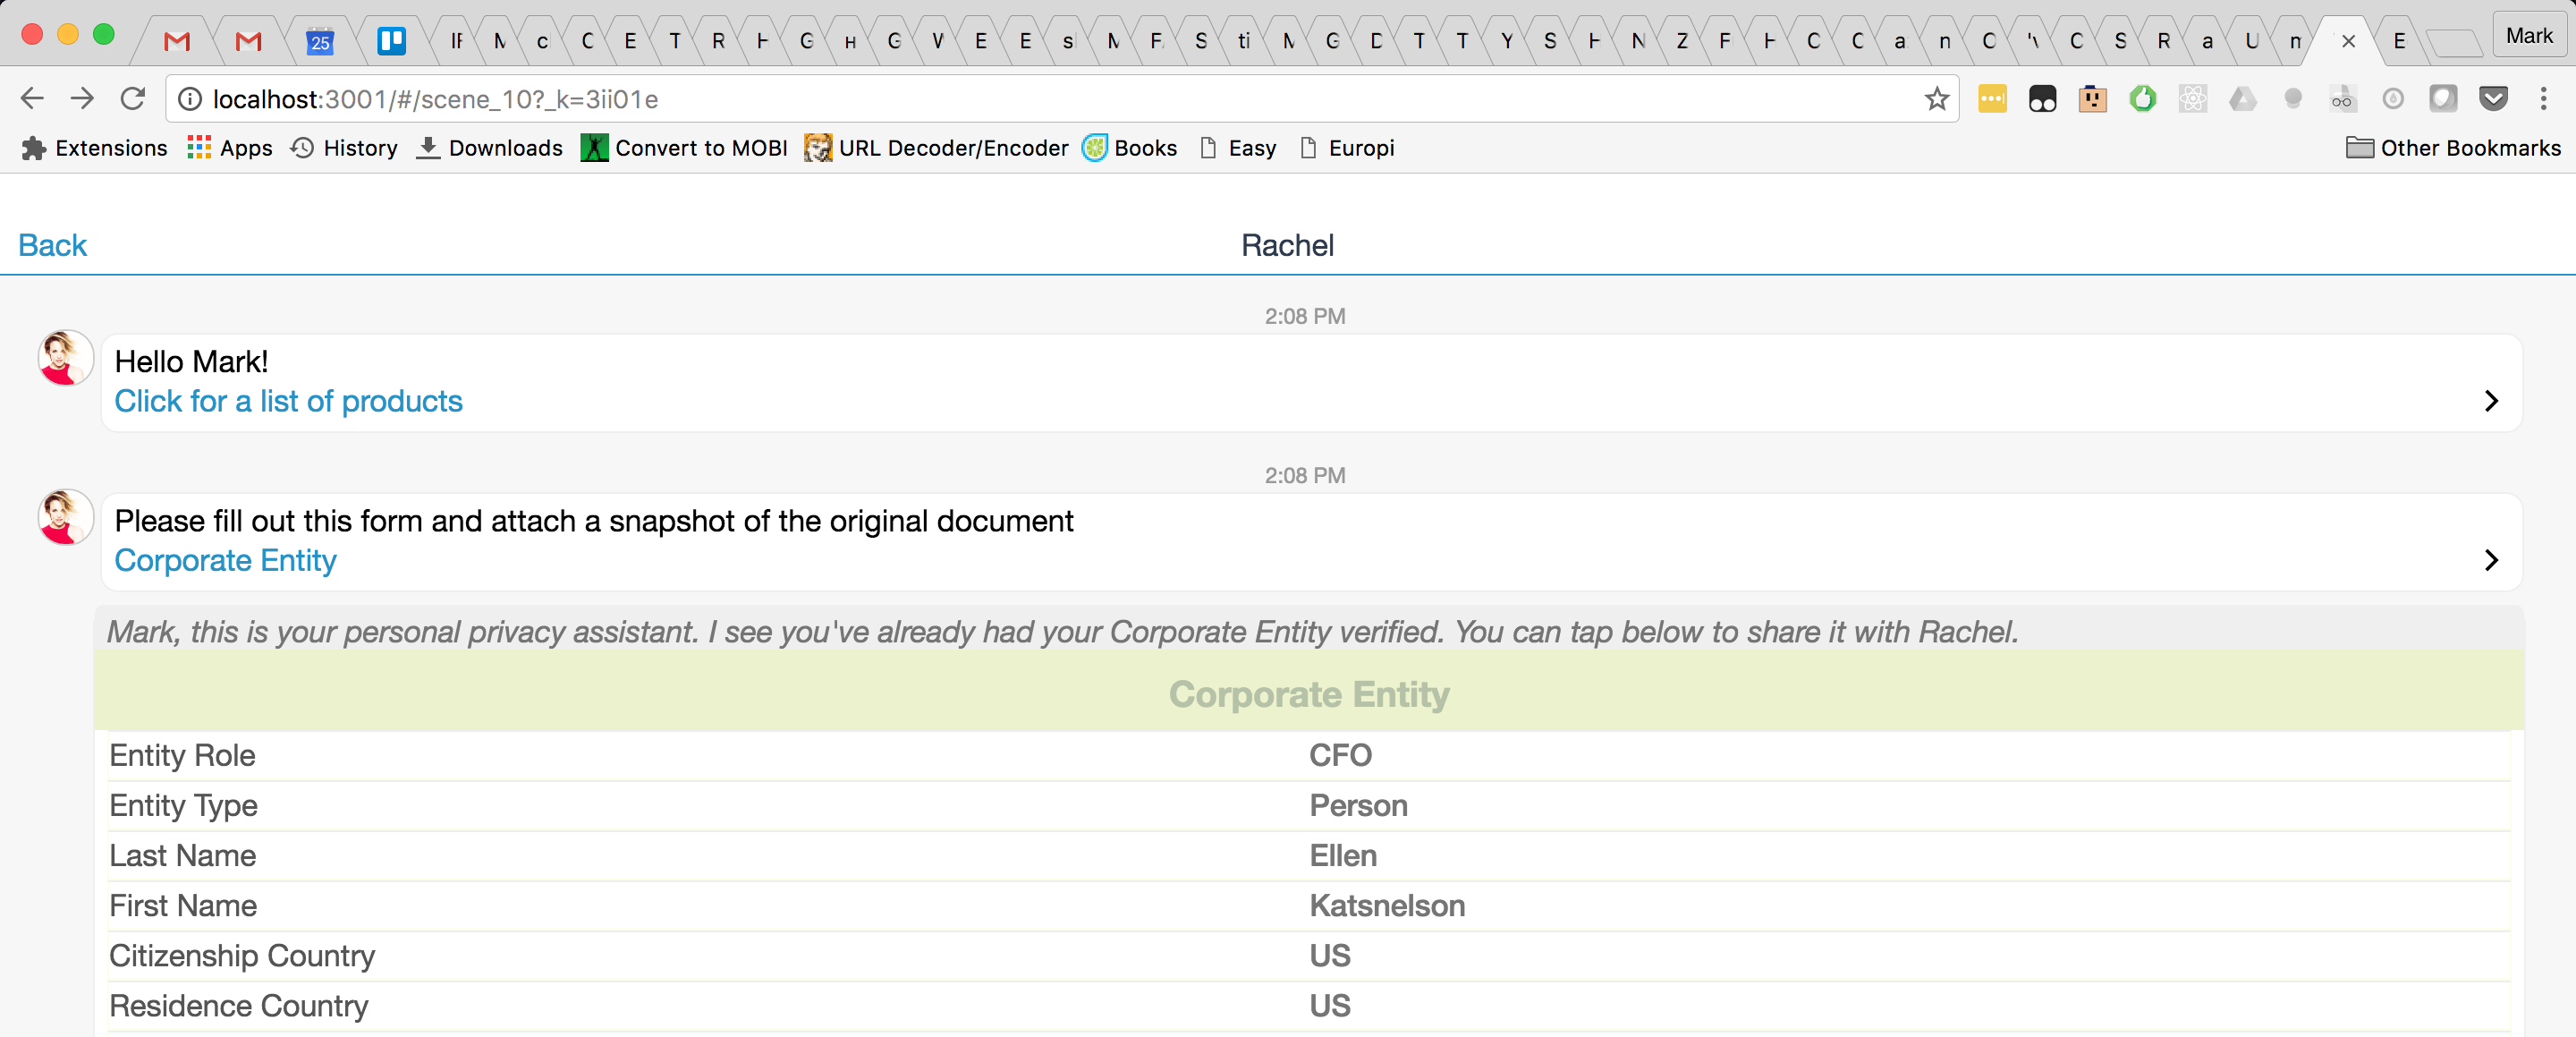 25 IF M c C E T R H G н G W E E s M F S ti M G D T T Y S H N Z F H C C a n C 'v C S R a U m E Mark
localhost:3001/#/scene_10?_k=3ii01e
Extensions Apps History Downloads Convert to MOBI URL Decoder/Encoder Books Easy Europi Other Bookmarks
Back Rachel
2:08 PM
Hello Mark!
Click for a list of products
2:08 PM
Please fill out this form and attach a snapshot of the original document
Corporate Entity
Mark, this is your personal privacy assistant. I see you've already had your Corporate Entity verified. You can tap below to share it with Rachel.
Corporate Entity
Entity Role CFO
Entity Type Person
Last Name Ellen
First Name Katsnelson
Citizenship Country US
Residence Country US